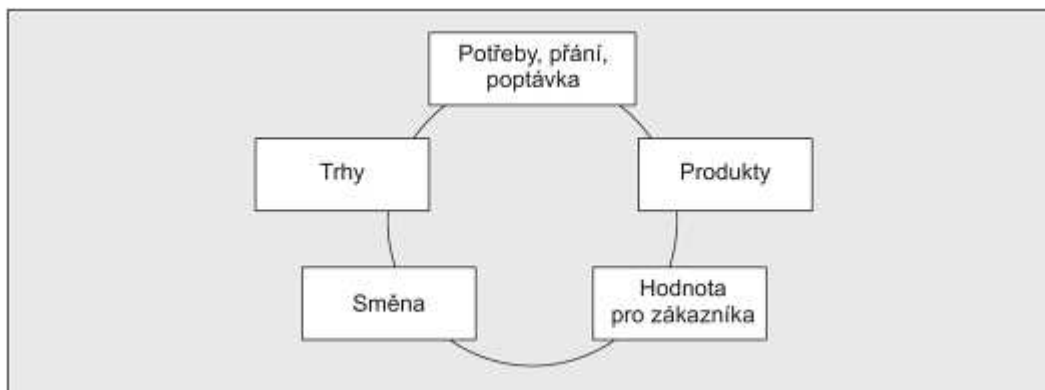 Potřeby, přání,
poptávka
Trhy
Produkty
Směna
Hodnota
pro zákazníka